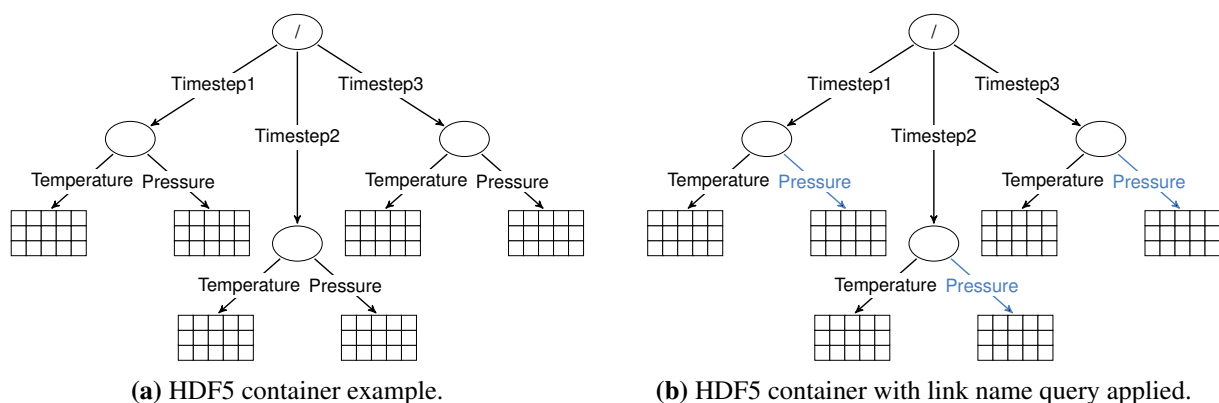 /
Timestep1
Timestep3
Timestep2
Temperature Pressure
Temperature Pressure
Temperature Pressure
(a) HDF5 container example.
/
Timestep1
Timestep3
Timestep2
Temperature Pressure
Temperature Pressure
Temperature Pressure
(b) HDF5 container with link name query applied.